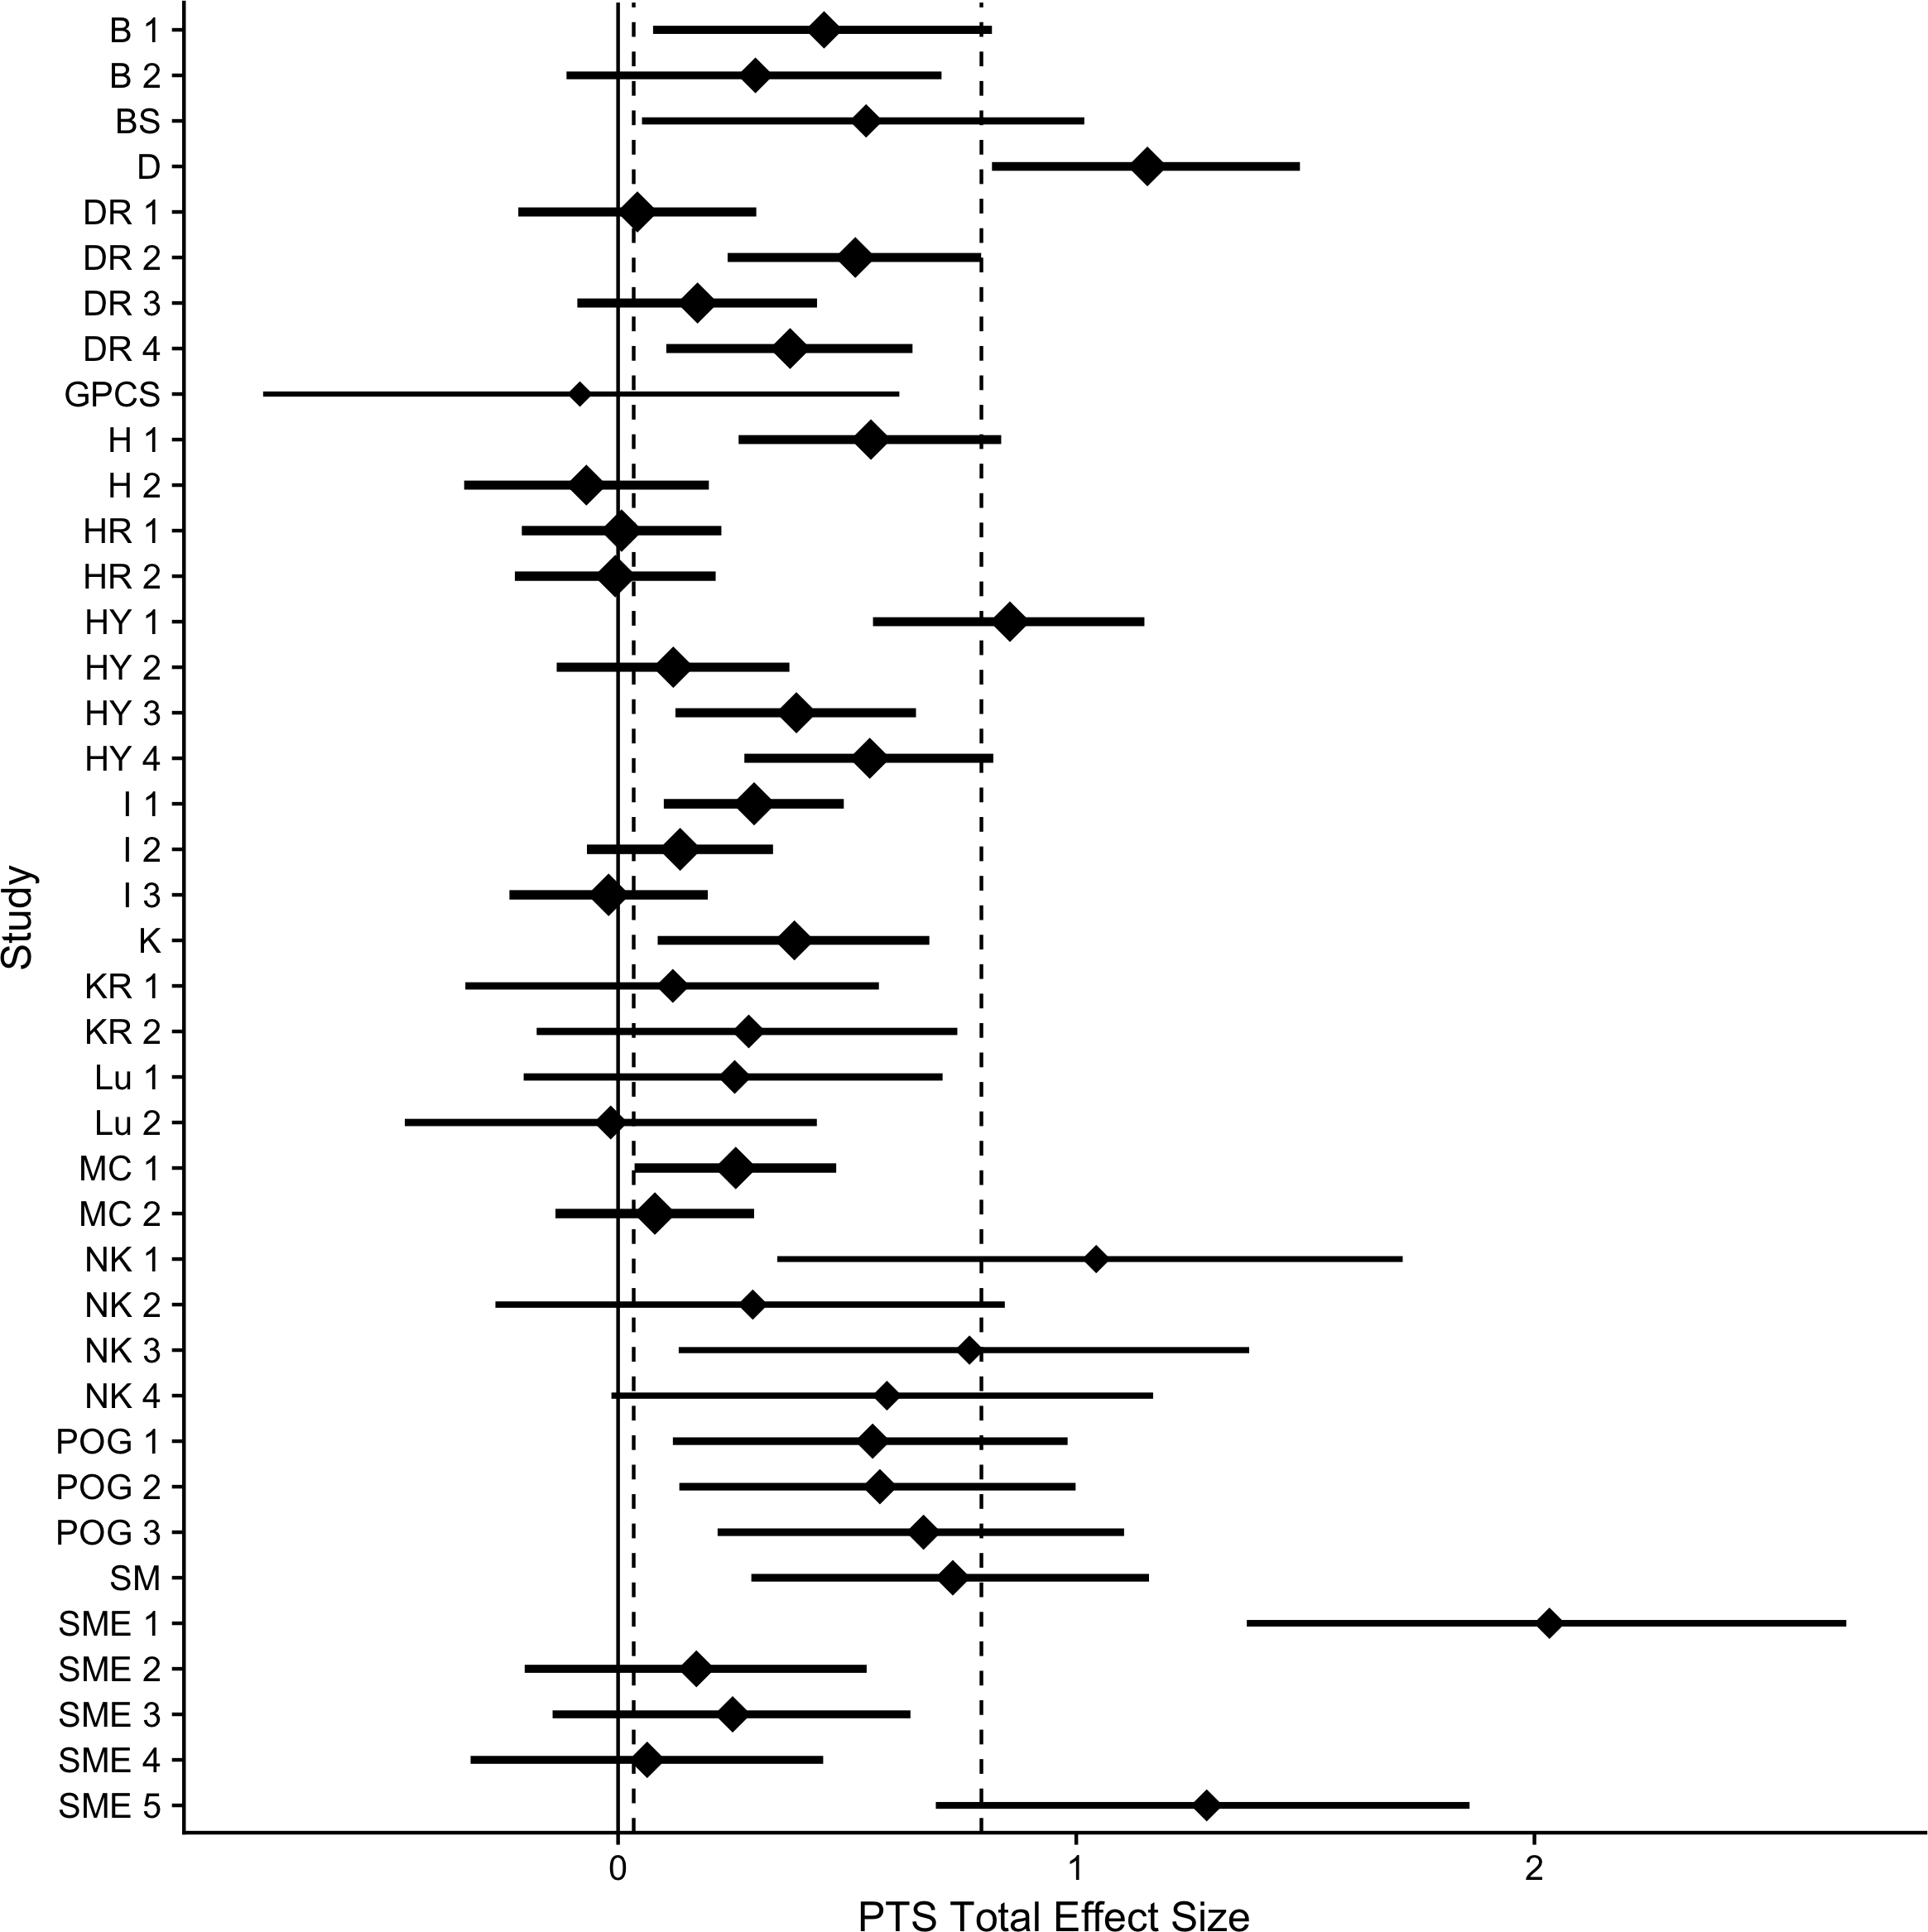 B 1
B 2
BS
D
DR 1
DR 2
DR 3
DR 4
GPCS
H 1
H 2
HR 1
HR 2
HY 1
HY 2
HY 3
HY 4
I 1
I 2
I 3
K
KR 1
KR 2
Lu 1
Lu 2
MC 1
MC 2
NK 1
NK 2
NK 3
NK 4
POG 1
POG 2
POG 3
SM
SME 1
SME 2
SME 3
SME 4
SME 5
Study
0 1 2
PTS Total Effect Size